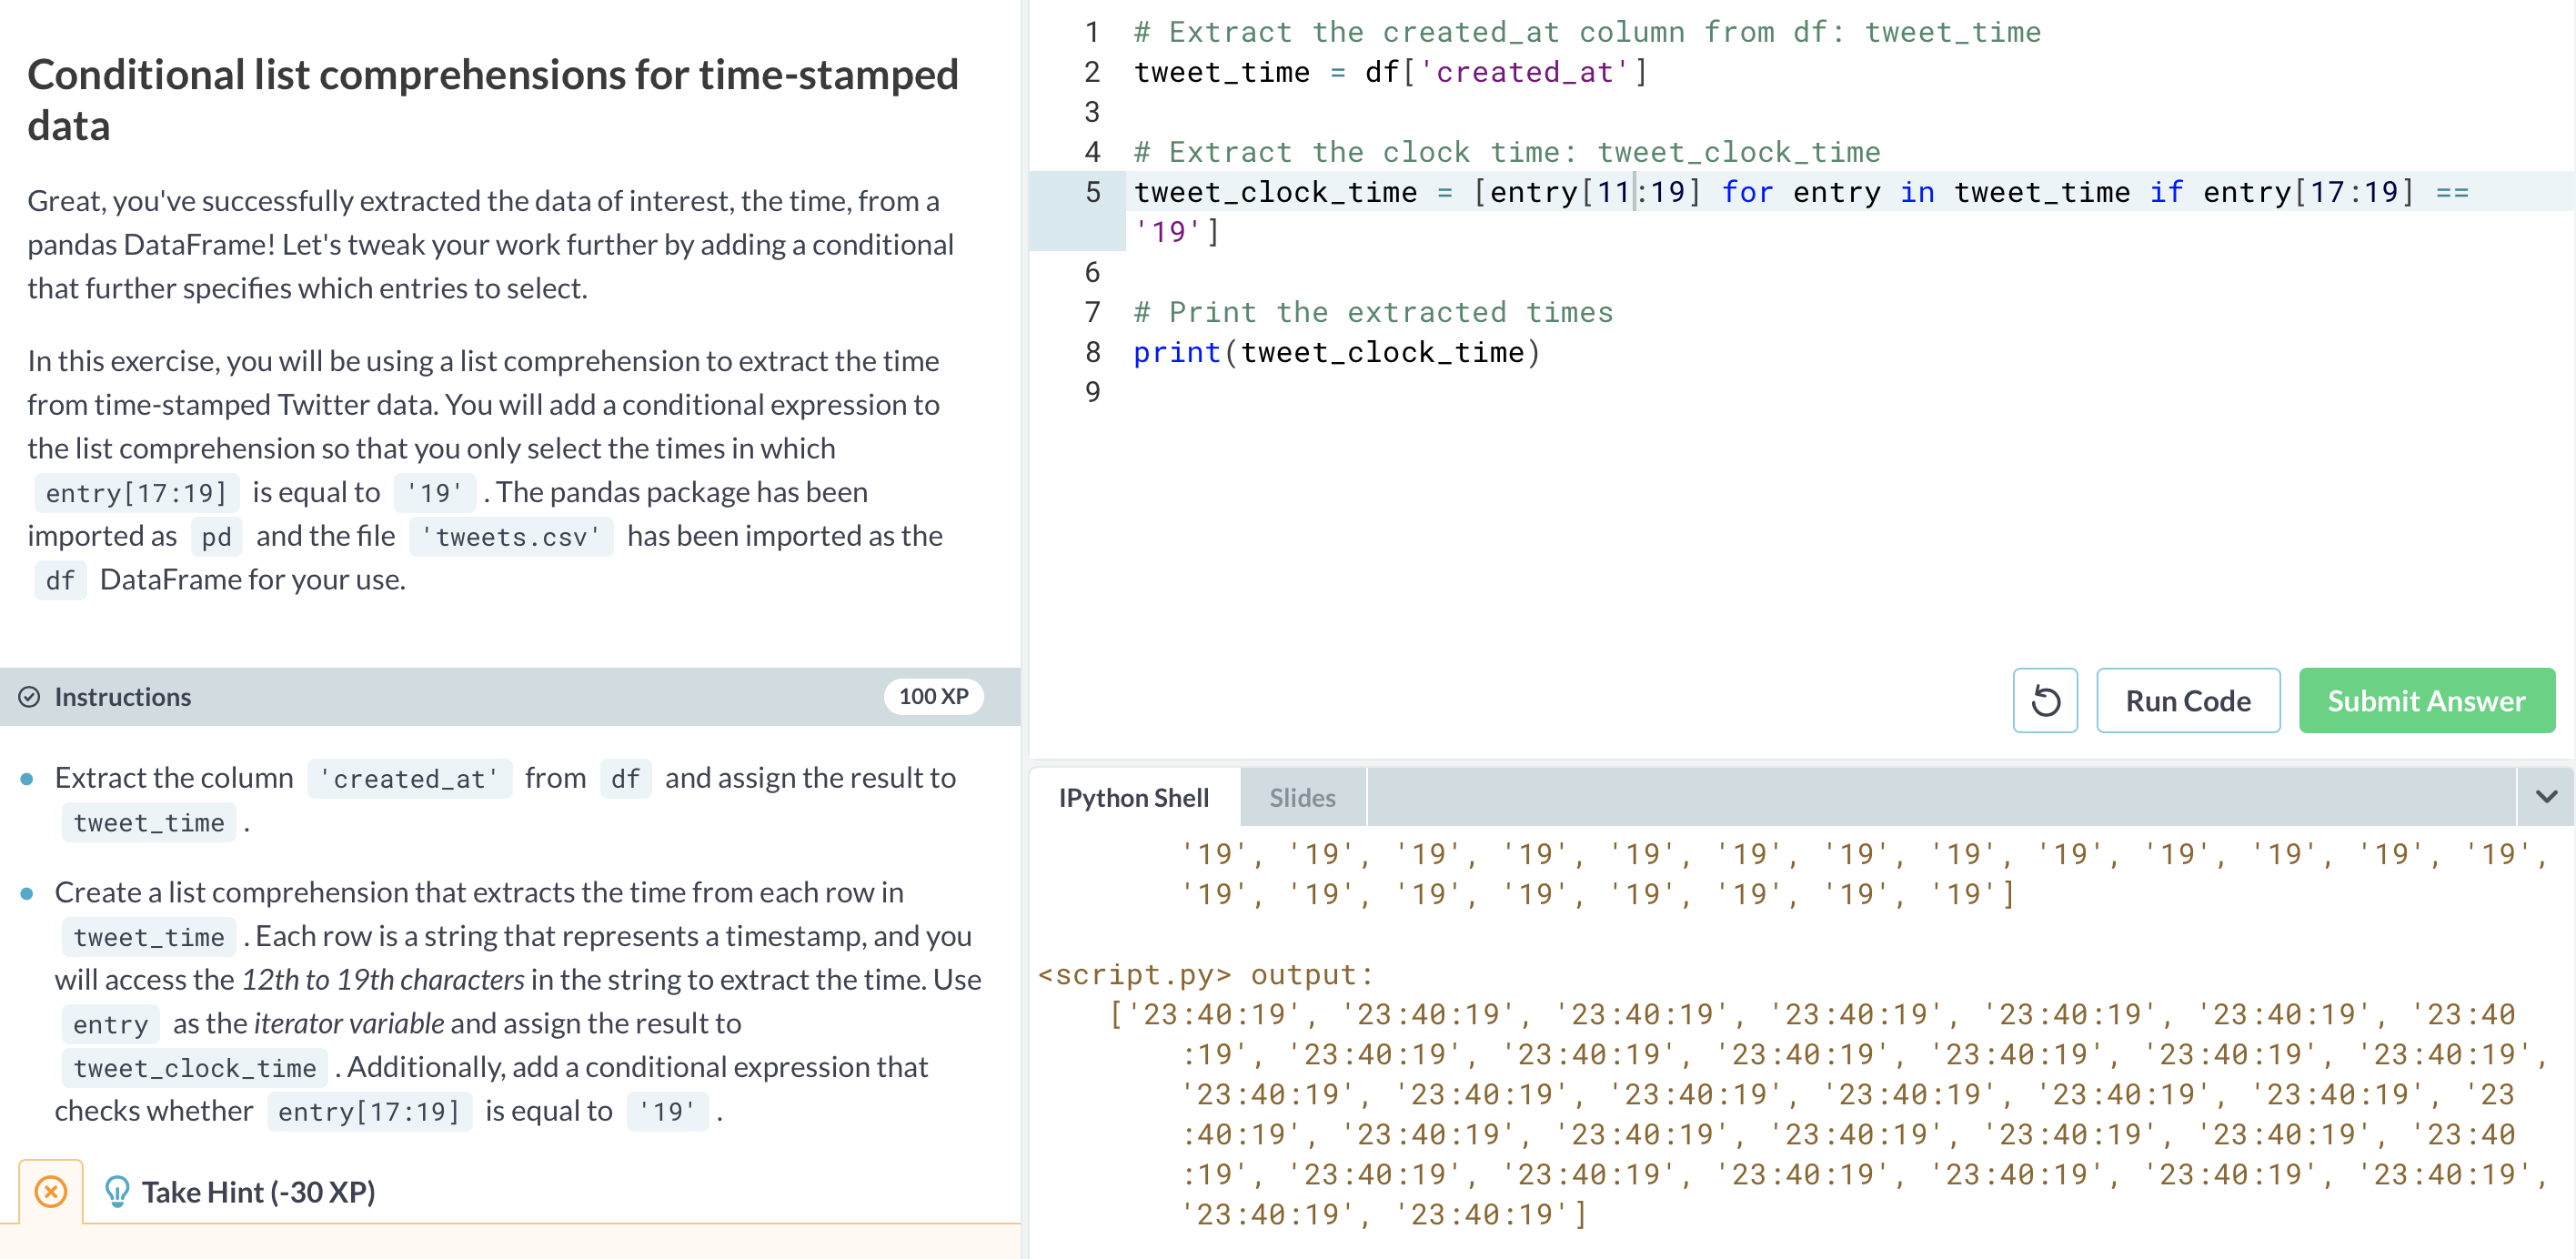 Conditional list comprehensions for time-stamped
data
Great, you've successfully extracted the data of interest, the time, from a
pandas DataFrame! Let's tweak your work further by adding a conditional
that further specifies which entries to select.
In this exercise, you will be using a list comprehension to extract the time
from time-stamped Twitter data. You will add a conditional expression to
the list comprehension so that you only select the times in which
entry[17:19] is equal to '19' . The pandas package has been
imported as pd and the file 'tweets.csv' has been imported as the
df DataFrame for your use.
Instructions 100 XP
Extract the column 'created_at' from df and assign the result to
tweet_time .
Create a list comprehension that extracts the time from each row in
tweet_time . Each row is a string that represents a timestamp, and you
will access the 12th to 19th characters in the string to extract the time. Use
entry as the iterator variable and assign the result to
tweet_clock_time . Additionally, add a conditional expression that
checks whether entry[17:19] is equal to '19' .
Take Hint (-30 XP)
1 # Extract the created_at column from df: tweet_time
2 tweet_time = df['created_at']
3
4 # Extract the clock time: tweet_clock_time
5 tweet_clock_time = [entry[11:19] for entry in tweet_time if entry[17:19] ==
'19']
6
7 # Print the extracted times
8 print(tweet_clock_time)
9
Run Code Submit Answer
IPython Shell Slides
'19', '19', '19', '19', '19', '19', '19', '19', '19', '19', '19', '19', '19',
'19', '19', '19', '19', '19', '19', '19', '19']
<script.py> output:
['23:40:19', '23:40:19', '23:40:19', '23:40:19', '23:40:19', '23:40:19', '23:40
:19', '23:40:19', '23:40:19', '23:40:19', '23:40:19', '23:40:19', '23:40:19',
'23:40:19', '23:40:19', '23:40:19', '23:40:19', '23:40:19', '23:40:19', '23
:40:19', '23:40:19', '23:40:19', '23:40:19', '23:40:19', '23:40:19', '23:40
:19', '23:40:19', '23:40:19', '23:40:19', '23:40:19', '23:40:19', '23:40:19',
'23:40:19', '23:40:19']